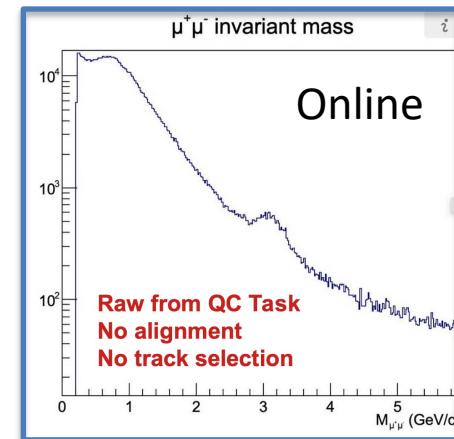 μ⁺μ⁻ invariant mass
i
Online
10⁴
10³
10²
Raw from QC Task
No alignment
No track selection
0 1 2 3 4 5
M_μ⁺μ⁻ (GeV/c